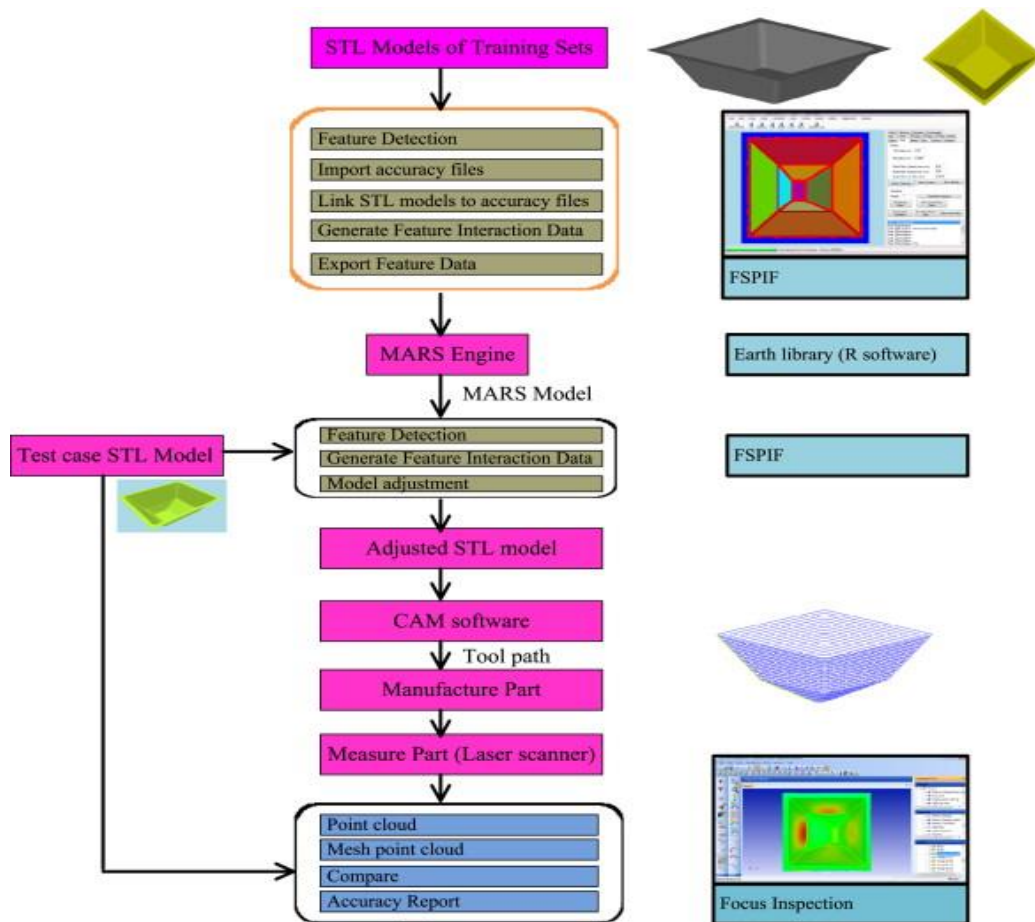 STL Models of Training Sets
Feature Detection
Import accuracy files
Link STL models to accuracy files
Generate Feature Interaction Data
Export Feature Data
FSPIF
MARS Engine
Earth library (R software)
MARS Model
Test case STL Model
Feature Detection
Generate Feature Interaction Data
Model adjustment
FSPIF
Adjusted STL model
CAM software
Tool path
Manufacture Part
Measure Part (Laser scanner)
Point cloud
Mesh point cloud
Compare
Accuracy Report
Focus Inspection